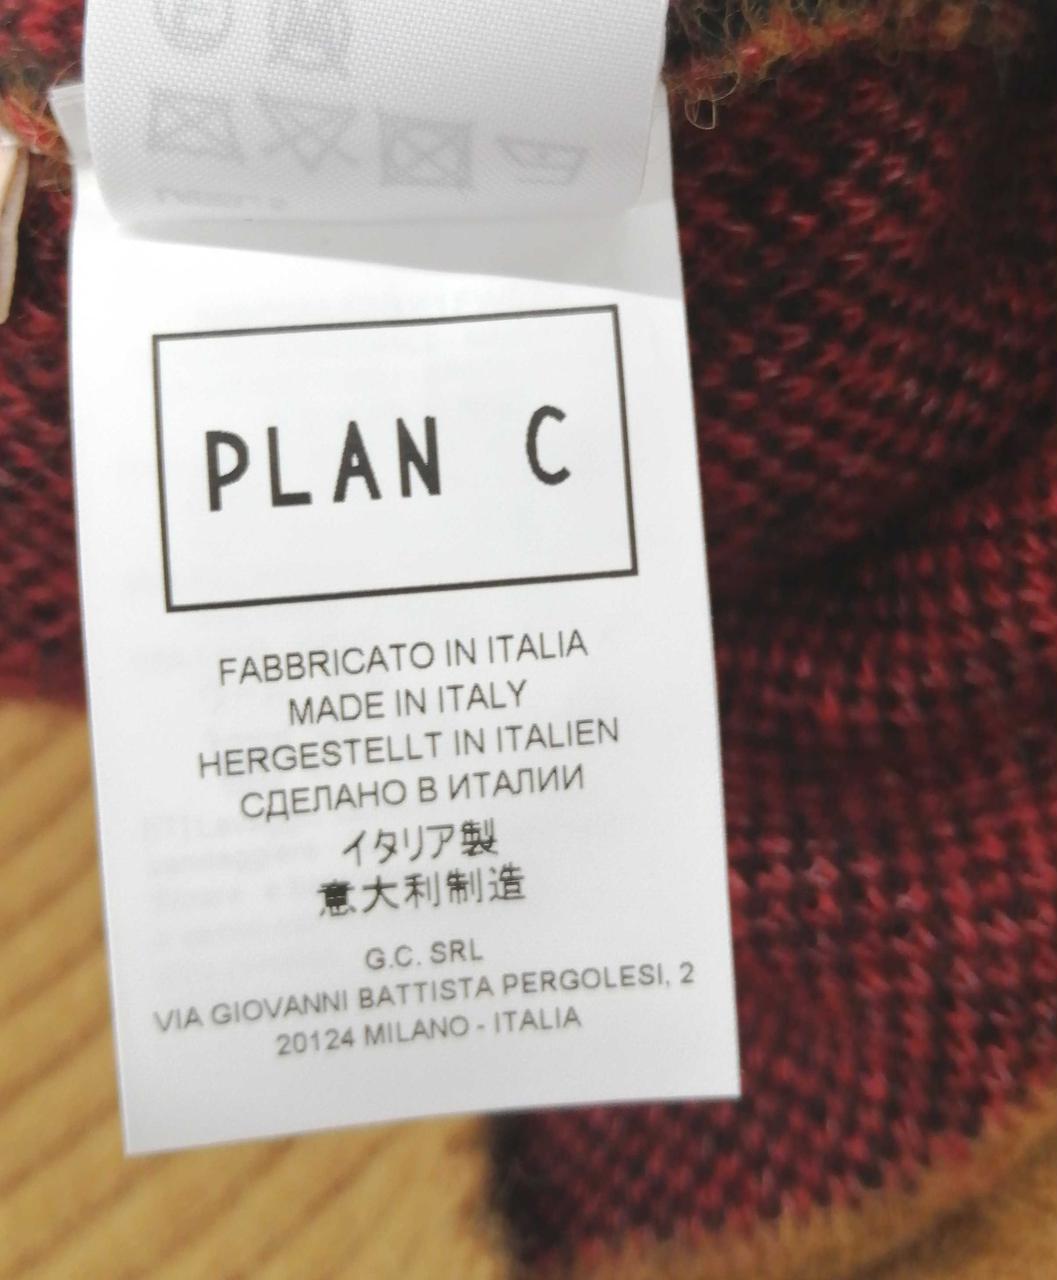 PLAN C
FABBRICATO IN ITALIA
MADE IN ITALY
HERGESTELLT IN ITALIEN
СДЕЛАНО В ИТАЛИИ
イタリア製
意大利制造
G.C. SRL
VIA GIOVANNI BATTISTA PERGOLESI, 2
20124 MILANO - ITALIA